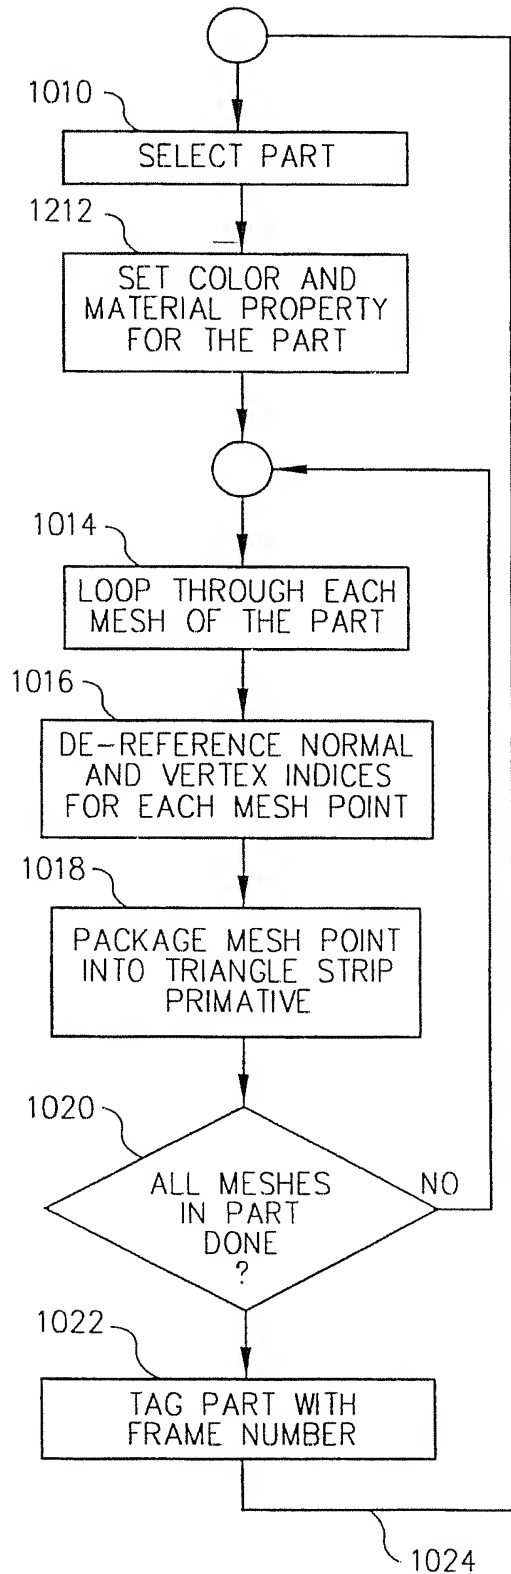 1010
SELECT PART
1212
SET COLOR AND
MATERIAL PROPERTY
FOR THE PART
1014
LOOP THROUGH EACH
MESH OF THE PART
1016
DE-REFERENCE NORMAL
AND VERTEX INDICES
FOR EACH MESH POINT
1018
PACKAGE MESH POINT
INTO TRIANGLE STRIP
PRIMATIVE
1020
ALL MESHES
IN PART
DONE
?
NO
1022
TAG PART WITH
FRAME NUMBER
1024